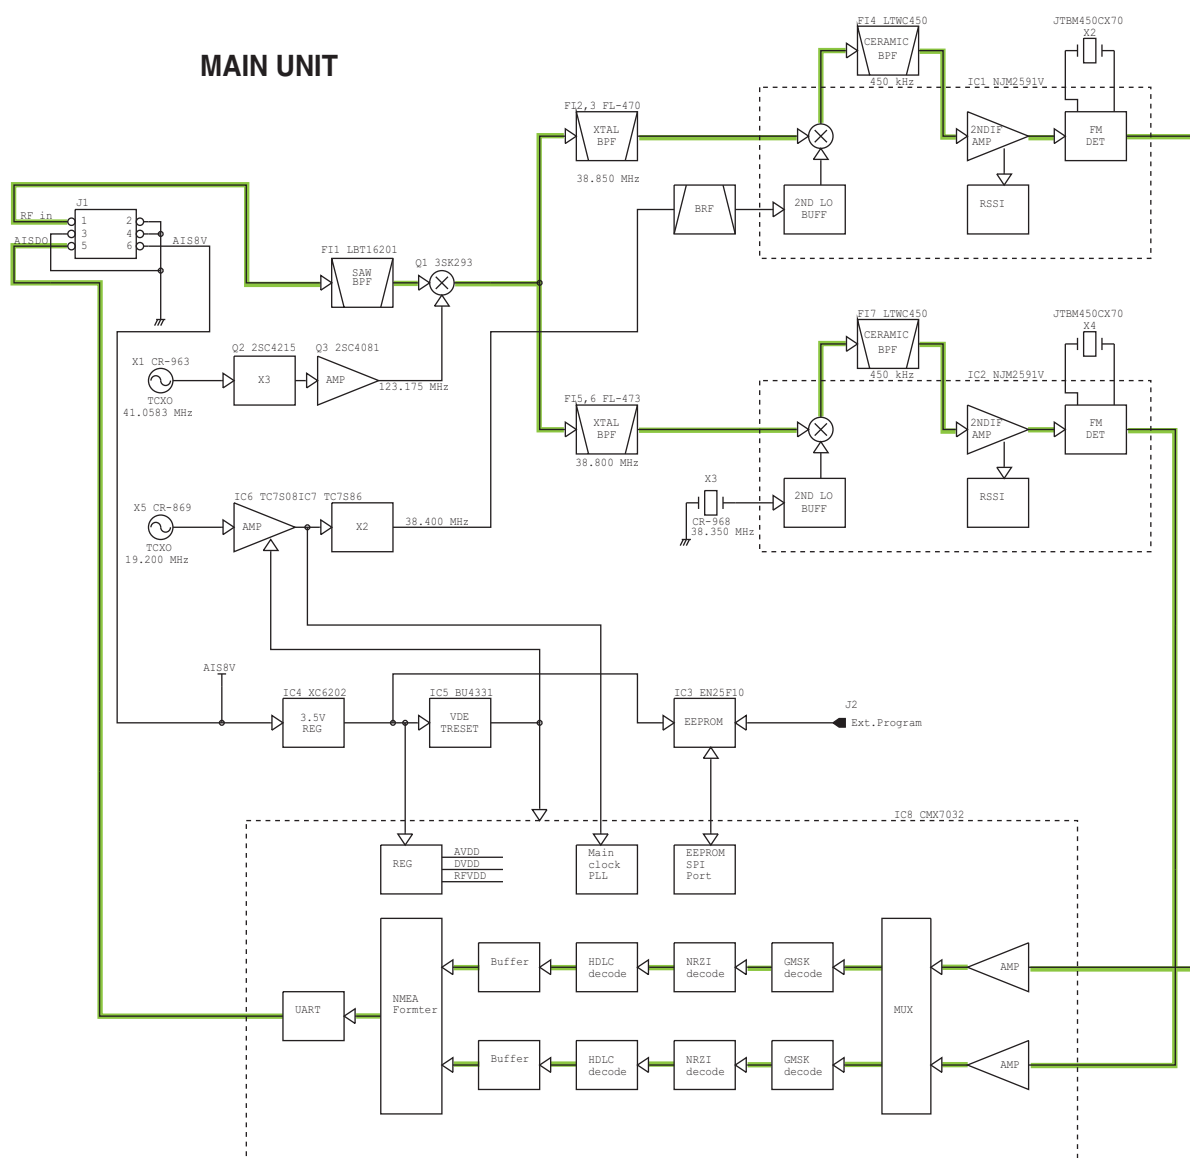 MAIN UNIT
FI4 LTWC450
CERAMIC
BPF
450 kHz
JTBM450CX70
X2
IC1 NJM2591V
FI2,3 FL-470
XTAL
BPF
38.850 MHz
2NDIF
AMP
FM
DET
BRF
2ND LO
BUFF
RSSI
J1
RF in
1
2
3
4
AISDO
5
6
AIS8V
FI1 LBT16201
SAW
BPF
Q1 3SK293
X1 CR-963
TCXO
41.0583 MHz
Q2 2SC4215
X3
Q3 2SC4081
AMP
123.175 MHz
FI7 LTWC450
CERAMIC
BPF
450 kHz
JTBM450CX70
X4
IC2 NJM2591V
FI5,6 FL-473
XTAL
BPF
38.800 MHz
2NDIF
AMP
FM
DET
X3
CR-968
38.350 MHz
2ND LO
BUFF
RSSI
X5 CR-869
TCXO
19.200 MHz
IC6 TC7S08IC7 TC7S86
AMP
X2
38.400 MHz
AIS8V
IC4 XC6202
3.5V
REG
IC5 BU4331
VDE
TRESET
IC3 EN25F10
EEPROM
J2
Ext.Program
IC8 CMX7032
REG
AVDD
DVDD
RFVDD
Main
clock
PLL
EEPROM
SPI
Port
Buffer
HDLC
decode
NRZI
decode
GMSK
decode
AMP
UART
NMEA
Formter
MUX
Buffer
HDLC
decode
NRZI
decode
GMSK
decode
AMP